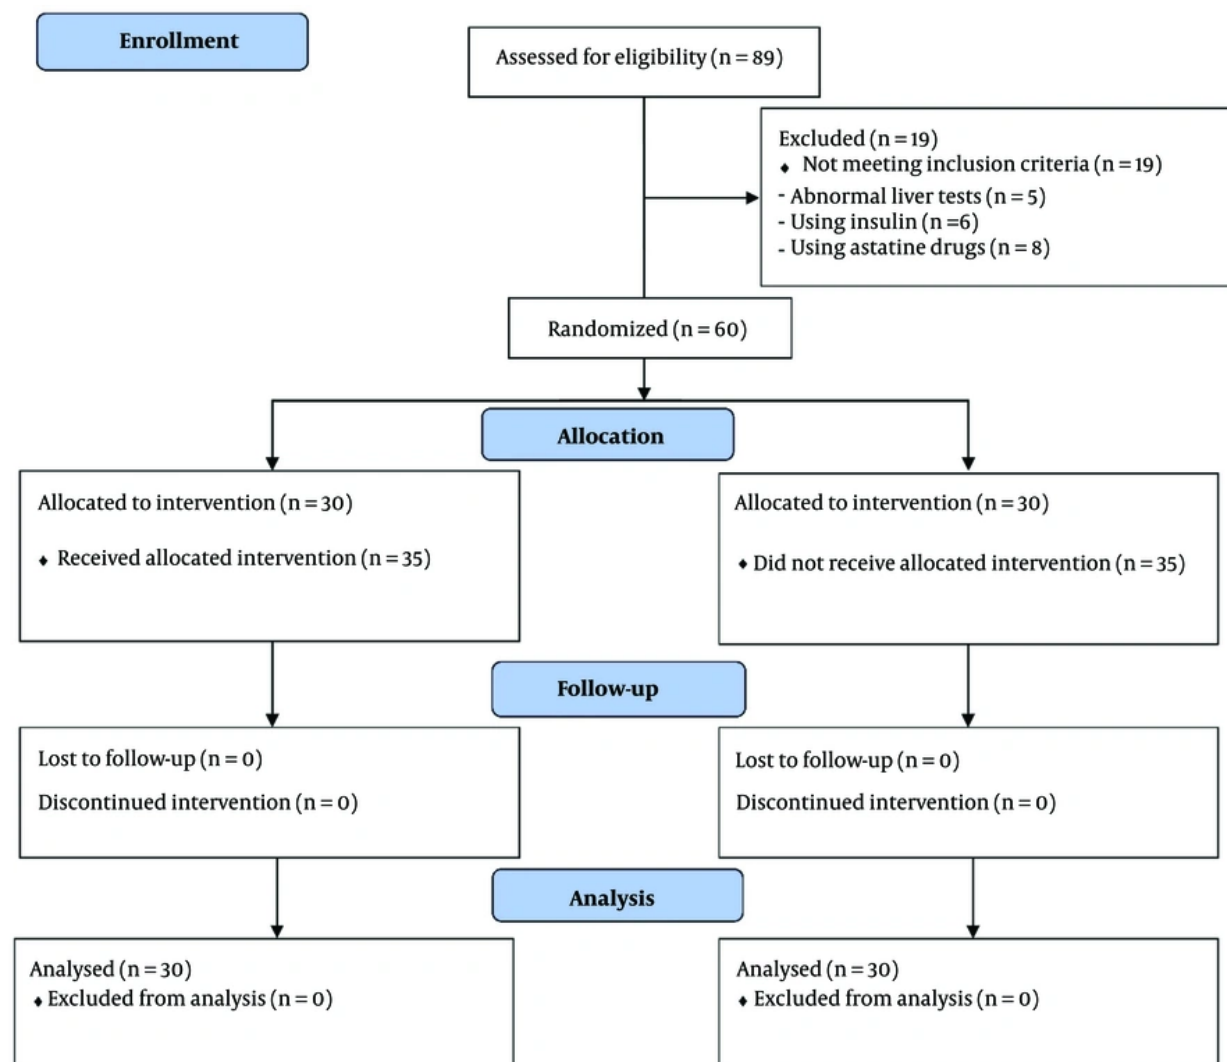 Enrollment
Assessed for eligibility (n = 89)
Excluded (n = 19)
♦ Not meeting inclusion criteria (n = 19)
- Abnormal liver tests (n = 5)
- Using insulin (n =6)
- Using astatine drugs (n = 8)
Randomized (n = 60)
Allocation
Allocated to intervention (n = 30)
♦ Received allocated intervention (n = 35)
Allocated to intervention (n = 30)
♦ Did not receive allocated intervention (n = 35)
Follow-up
Lost to follow-up (n = 0)
Discontinued intervention (n = 0)
Lost to follow-up (n = 0)
Discontinued intervention (n = 0)
Analysis
Analysed (n = 30)
♦ Excluded from analysis (n = 0)
Analysed (n = 30)
♦ Excluded from analysis (n = 0)